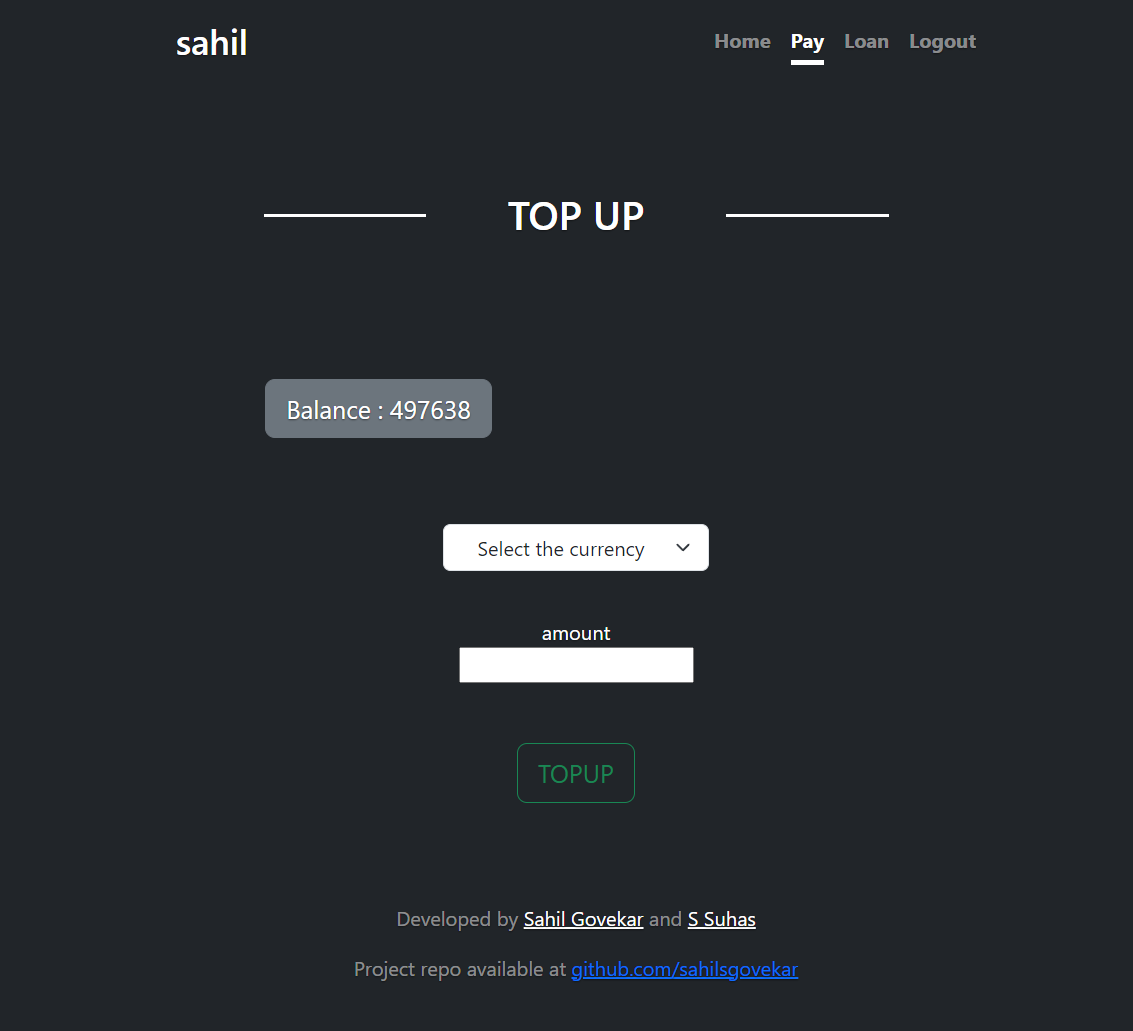 sahil
Home Pay Loan Logout
TOP UP
Balance : 497638
Select the currency
amount
TOPUP
Developed by Sahil Govekar and S Suhas
Project repo available at github.com/sahilsgovekar